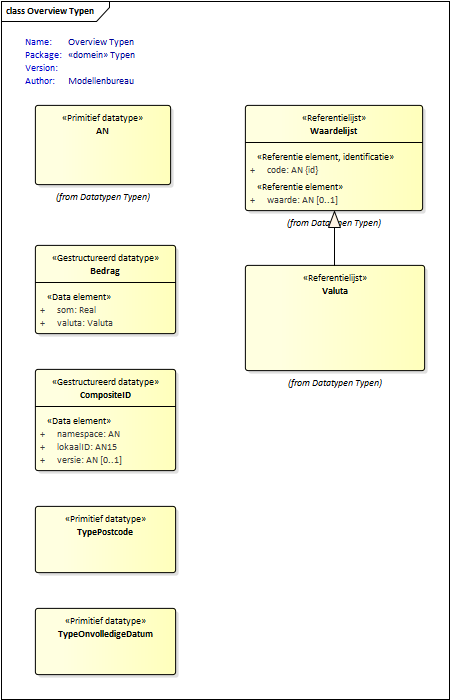 class Overview Typen
Name: Overview Typen
Package: «domein» Typen
Version:
Author: Modellenbureau
«Primitief datatype»
AN
(from Datatypen Typen)
«Referentielijst»
Waardelijst
«Referentie element, identificatie»
+ code: AN {id}
«Referentie element»
+ waarde: AN [0..1]
(from Datatypen Typen)
«Gestructureerd datatype»
Bedrag
«Data element»
+ som: Real
+ valuta: Valuta
«Referentielijst»
Valuta
(from Datatypen Typen)
«Gestructureerd datatype»
CompositeID
«Data element»
+ namespace: AN
+ lokaalID: AN15
+ versie: AN [0..1]
«Primitief datatype»
TypePostcode
«Primitief datatype»
TypeOnvolledigeDatum